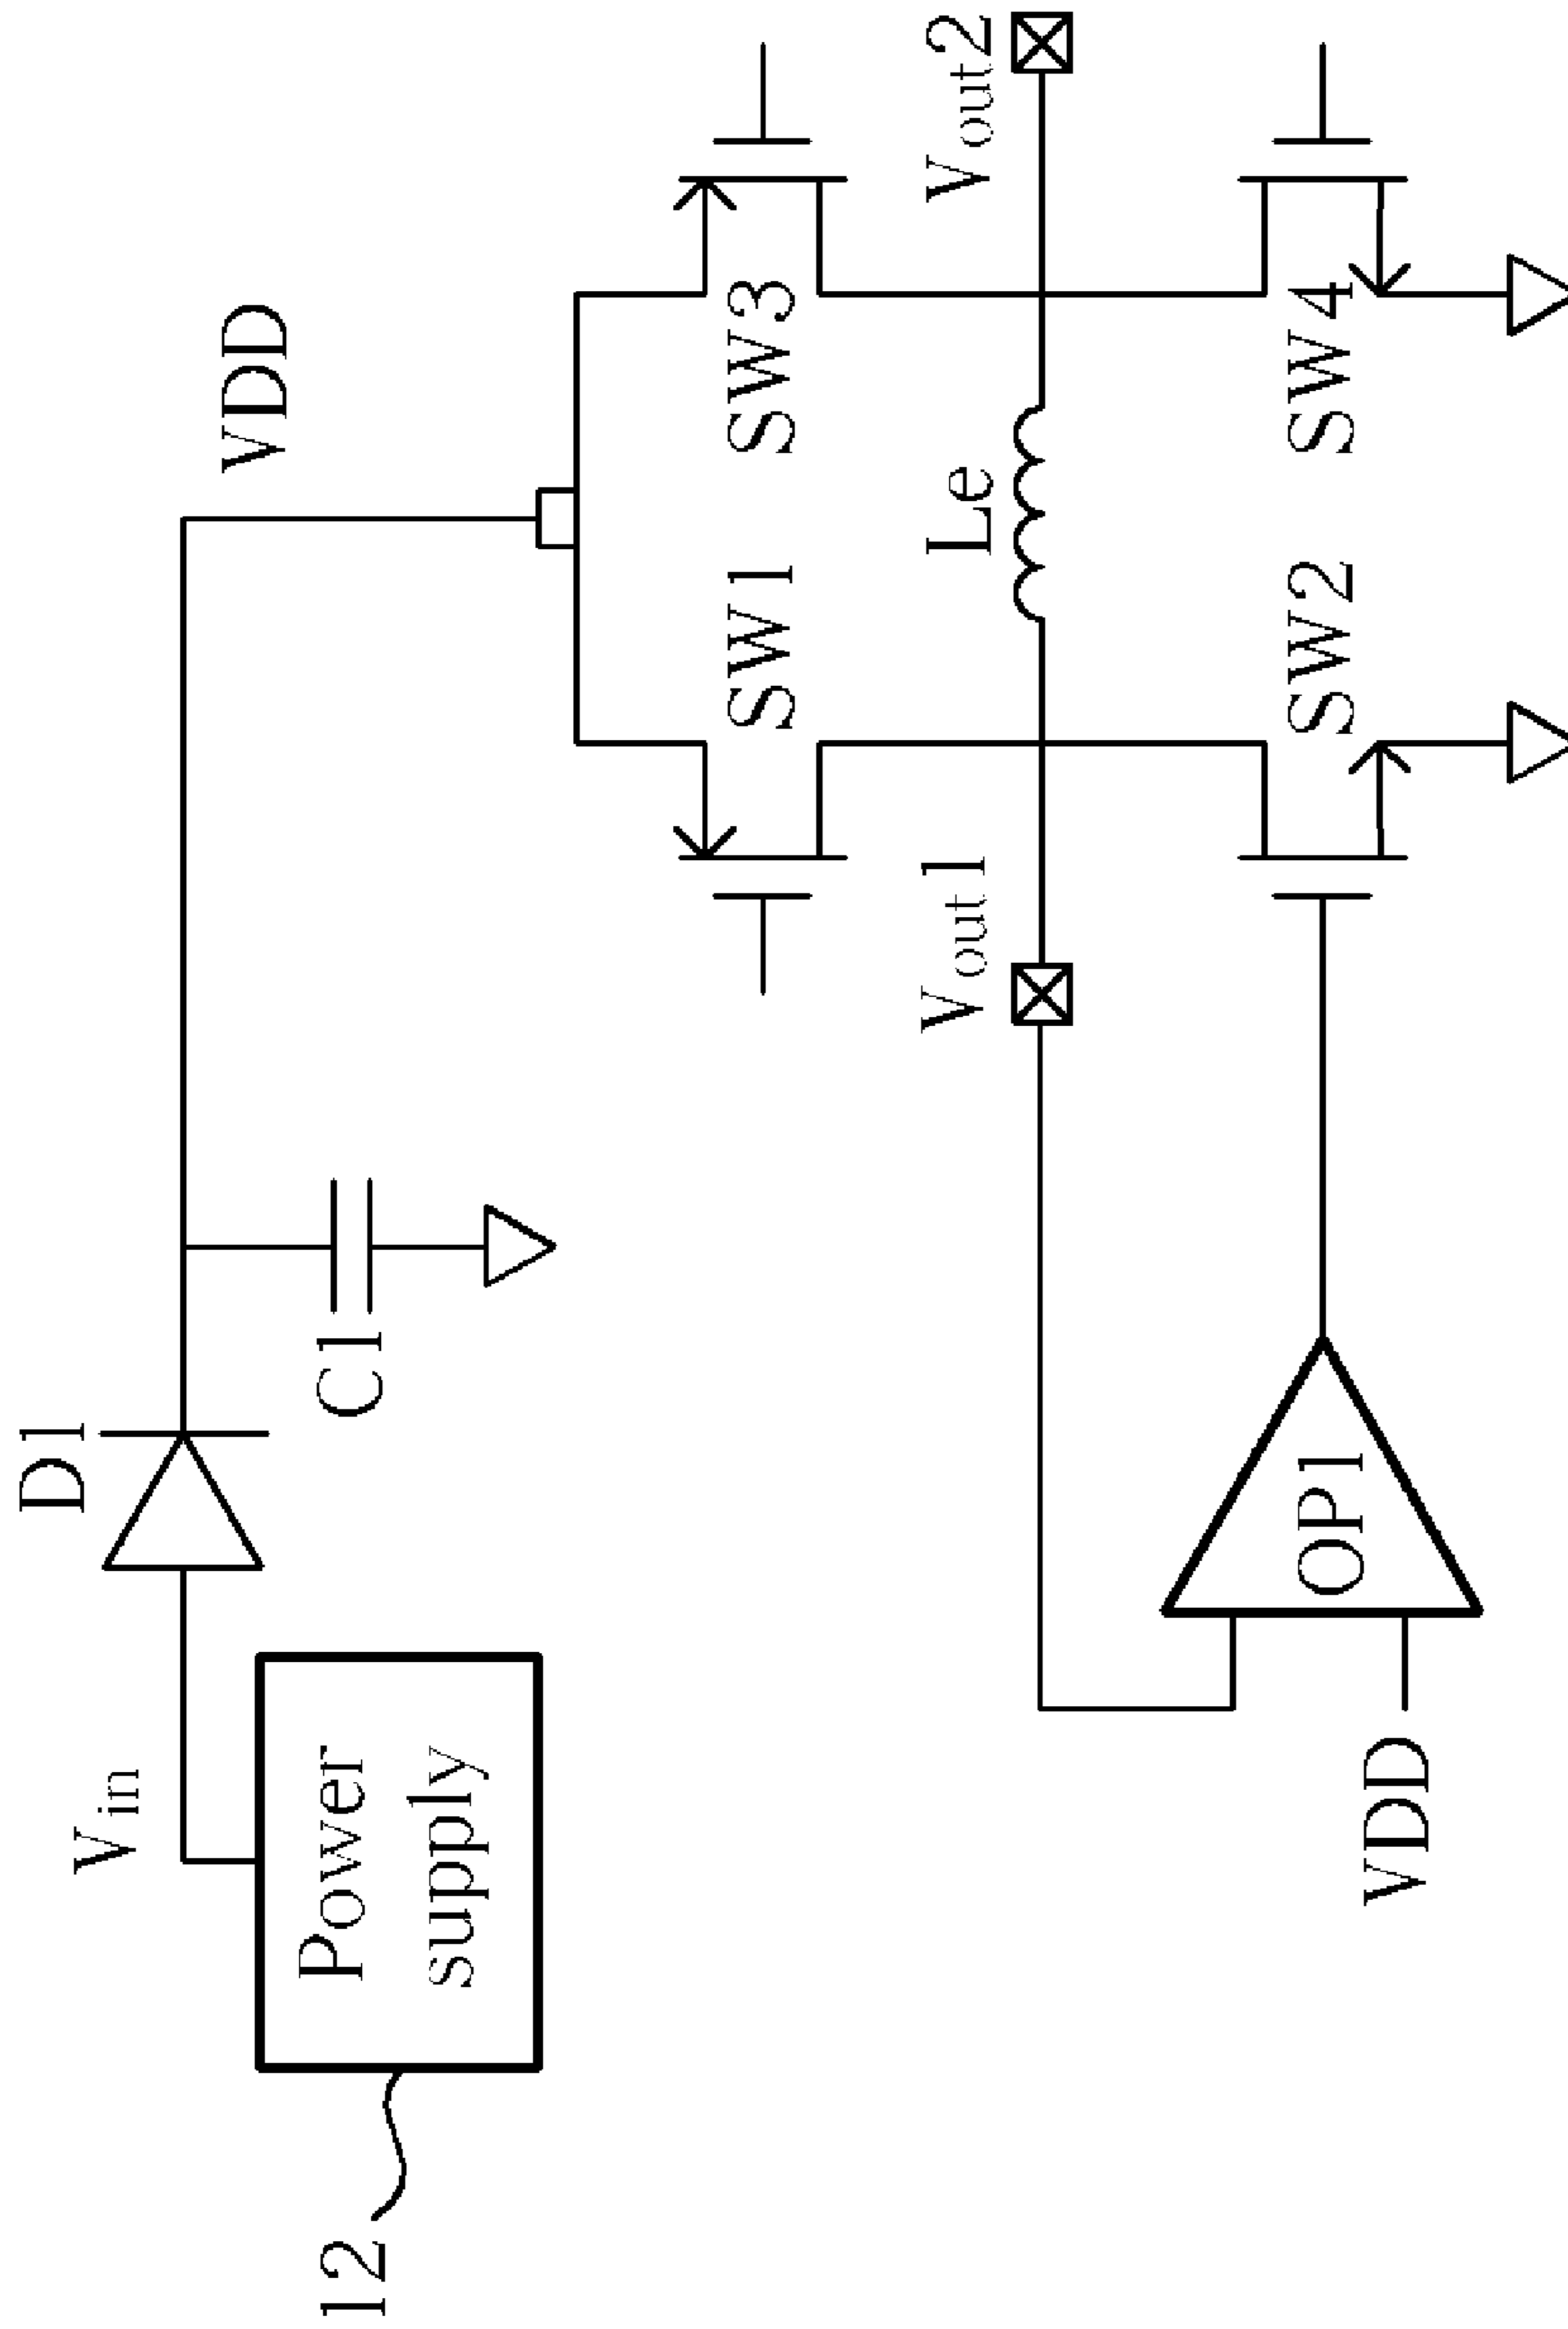 D1
Vin
VDD
C1
Power
supply
12
SW1
SW3
Vout1
Le
Vout2
SW2
SW4
OP1
VDD